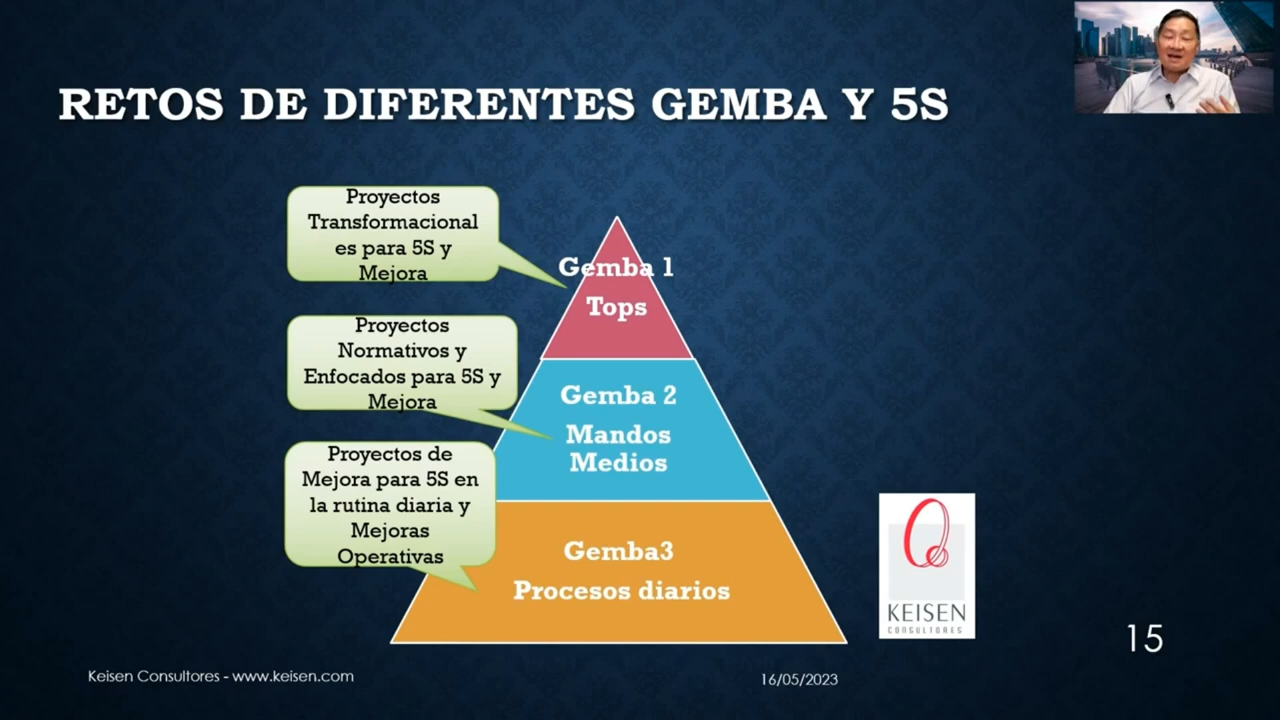 RETOS DE DIFERENTES GEMBA Y 5S
Proyectos
Transformacional
es para 5S y
Mejora
Gemba 1
Tops
Proyectos
Normativos y
Enfocados para 5S y
Mejora
Gemba 2
Mandos
Medios
Proyectos de
Mejora para 5S en
la rutina diaria y
Mejoras
Operativas
Gemba3
Procesos diarios
KEISEN
CONSULTORES
15
Keisen Consultores - www.keisen.com
16/05/2023